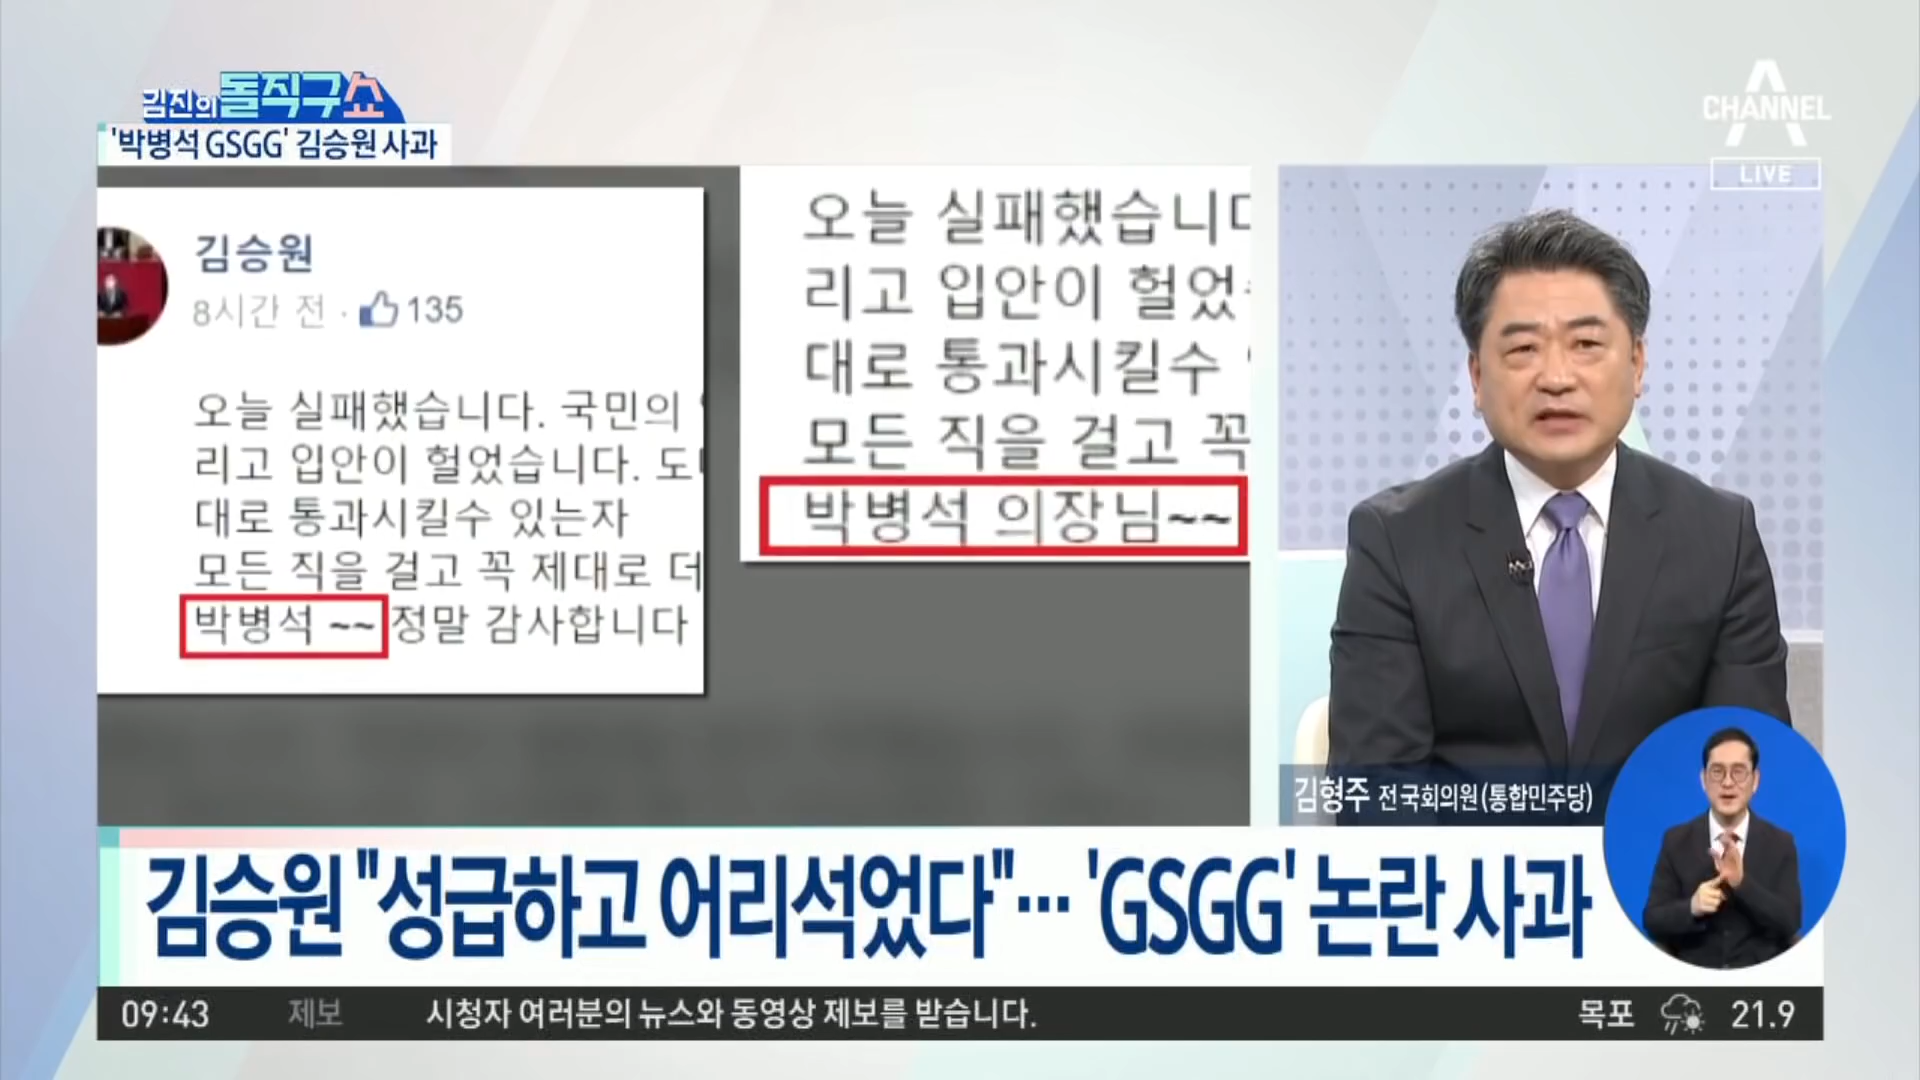 김진의 돌직구쇼
'박병석 GSGG' 김승원 사과
CHANNEL A
LIVE
김승원
8시간 전 · 135
오늘 실패했습니다. 국민의
리고 입안이 헐었습니다.
대로 통과시킬수 있는자
모든 직을 걸고 꼭 제대로 더
박병석 ~~ 정말 감사합니다
오늘 실패했습니다
리고 입안이 헐었
대로 통과시킬수
모든 직을 걸고 꼭
박병석 의장님~~
김형주 전 국회의원(통합민주당)
김승원 "성급하고 어리석었다"… 'GSGG' 논란 사과
09:43 제보 시청자 여러분의 뉴스와 동영상 제보를 받습니다. 목포 21.9